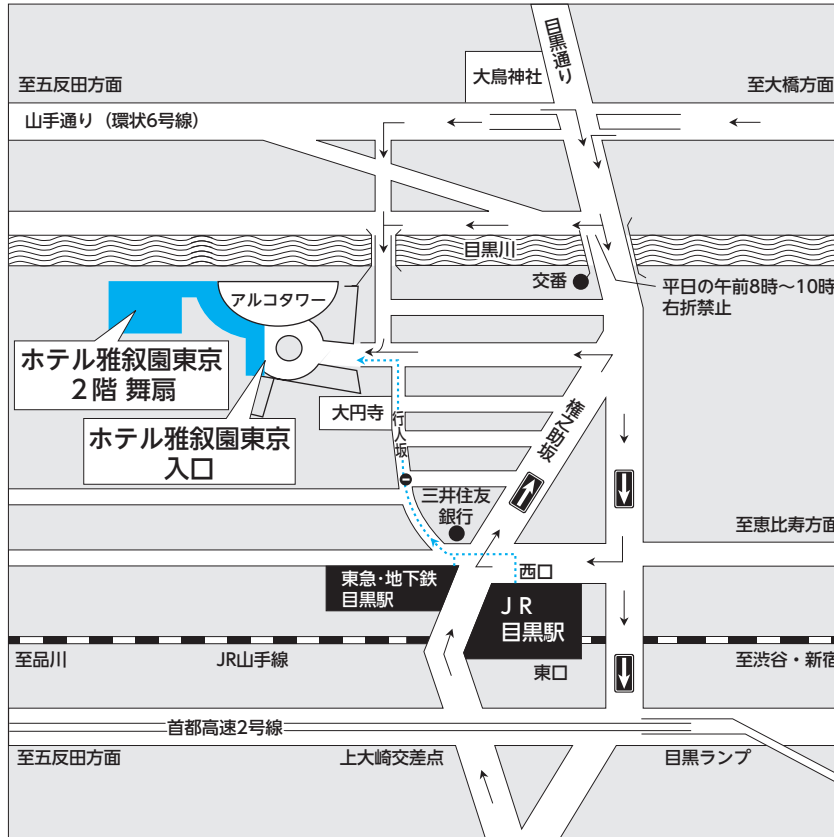 目黒通り
大鳥神社
至五反田方面
至大橋方面
山手通り（環状6号線）
目黒川
交番
平日の午前8時～10時
右折禁止
アルコタワー
ホテル雅叙園東京
2階 舞扇
ホテル雅叙園東京
入口
大円寺
行人坂
権之助坂
三井住友
銀行
至恵比寿方面
西口
東急・地下鉄
目黒駅
JR
目黒駅
至品川
JR山手線
東口
至渋谷・新宿
首都高速2号線
至五反田方面
上大崎交差点
目黒ランプ